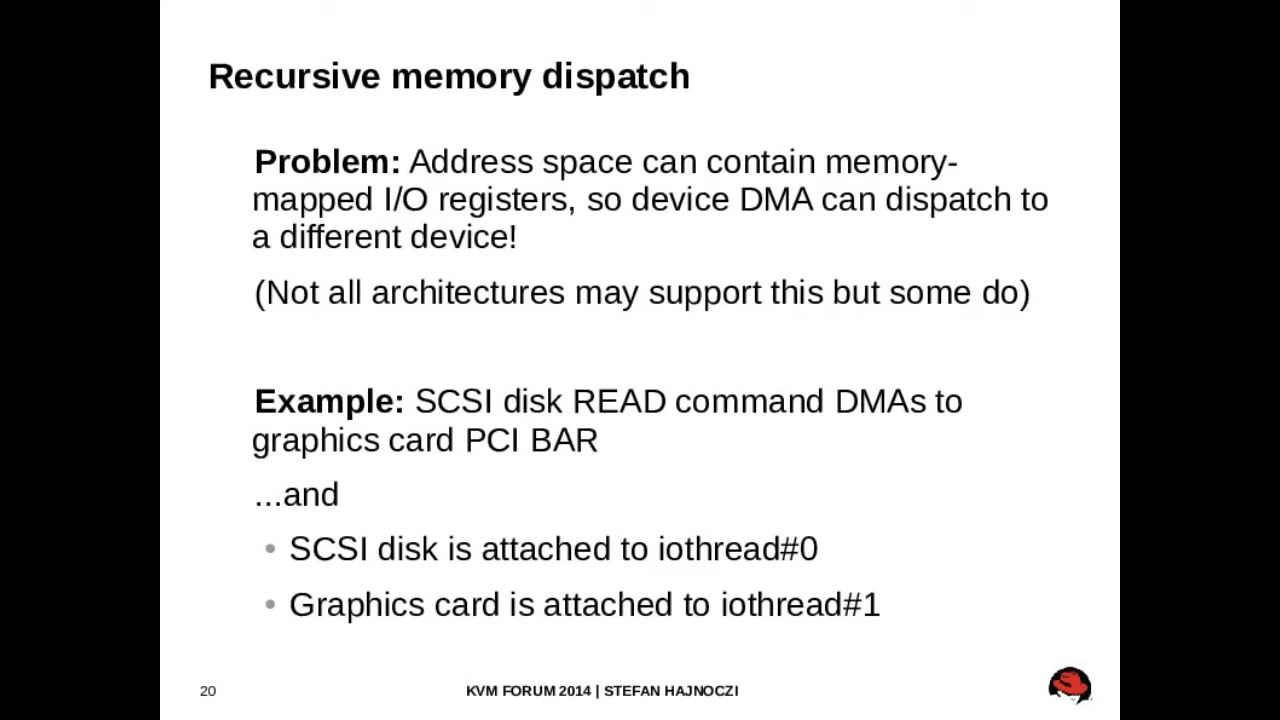 Recursive memory dispatch
Problem: Address space can contain memory-
mapped I/O registers, so device DMA can dispatch to
a different device!
(Not all architectures may support this but some do)
Example: SCSI disk READ command DMAs to
graphics card PCI BAR
...and
• SCSI disk is attached to iothread#0
• Graphics card is attached to iothread#1
20
KVM FORUM 2014 | STEFAN HAJNOCZI